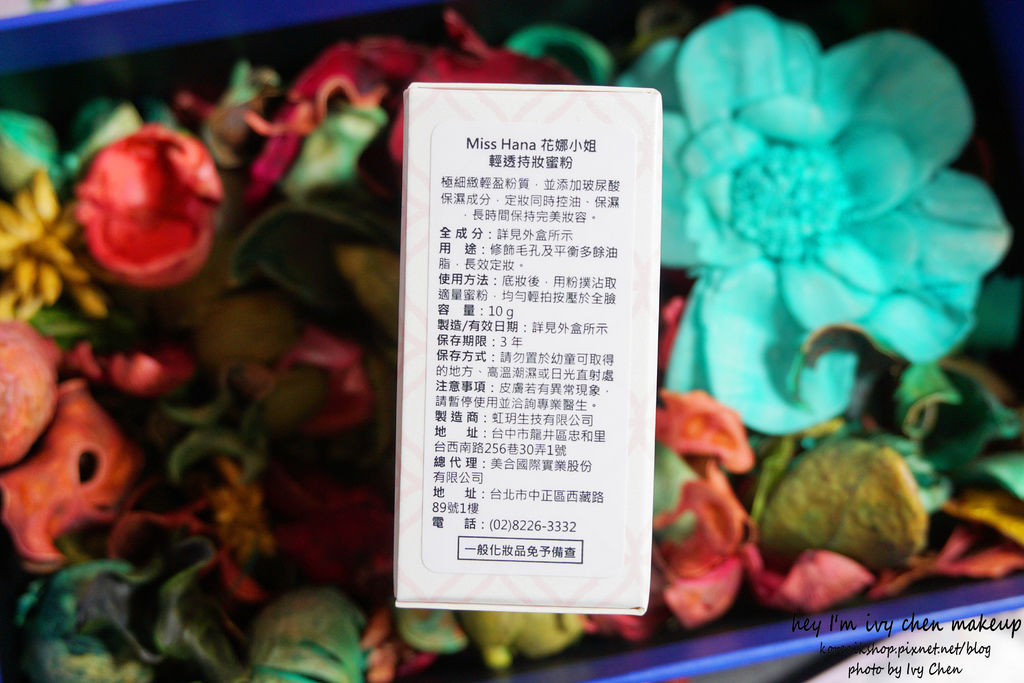 Miss Hana 花娜小姐
輕透持妝蜜粉
極細緻輕盈粉質，並添加玻尿酸
保濕成分，定妝同時控油、保濕
，長時間保持完美妝容。
全 成 分：詳見外盒所示
用　途：修飾毛孔及平衡多餘油
脂，長效定妝。
使用方法：底妝後，用粉撲沾取
適量蜜粉，均勻輕拍按壓於全臉
容　量：10 g
製造/有效日期：詳見外盒所示
保存期限：3 年
保存方式：請勿置於幼童可取得
的地方、高溫潮濕或日光直射處
注意事項：皮膚若有異常現象，
請暫停使用並洽詢專業醫生。
製 造 商：虹玥生技有限公司
地　址：台中市龍井區忠和里
台西南路256巷30弄1號
總 代 理：美合國際實業股份
有限公司
地　址：台北市中正區西藏路
89號1樓
電　話：(02)8226-3332
一般化妝品免予備查
hey I'm ivy chen makeup
koreaikshop.pixnet.net/blog
photo by Ivy Chen